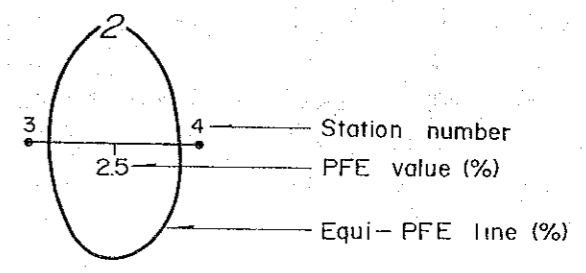 2
3
4
Station number
2.5
PFE value (%)
Equi-PFE line (%)